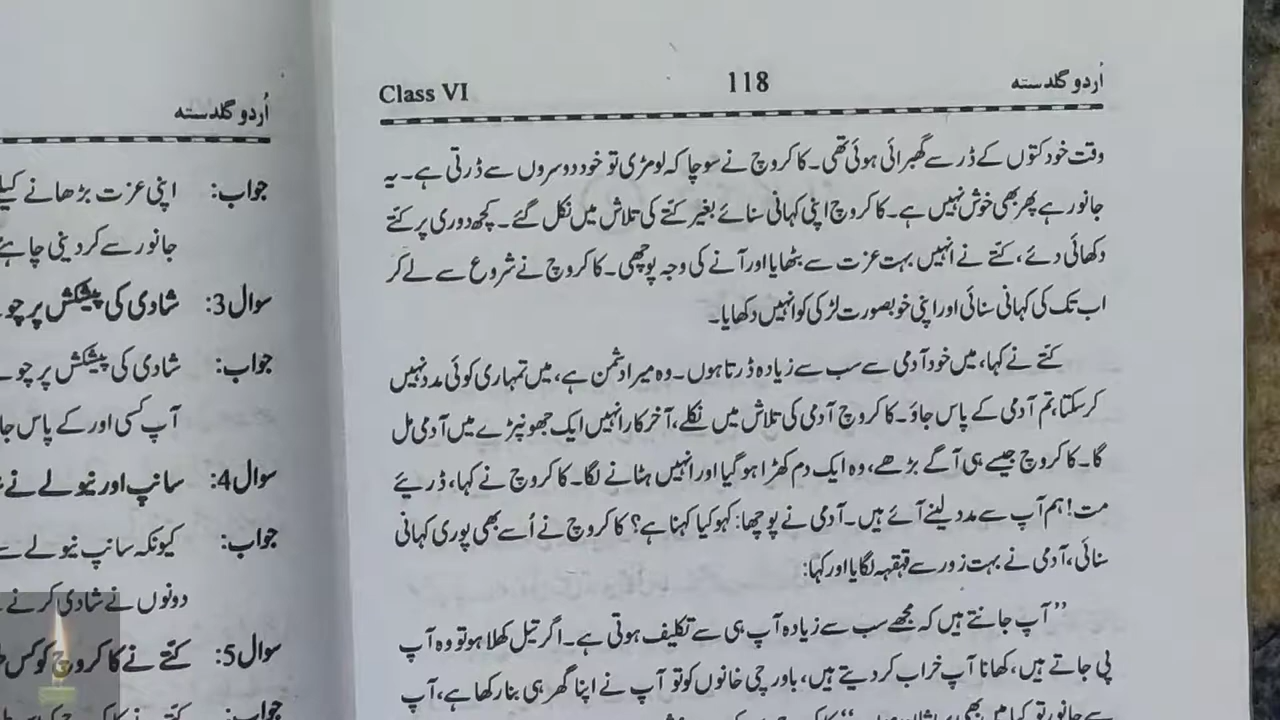 اُردو گلدستہ 118 Class VI
وقت خود کتوں کے ڈر سے گھبرائی ہوئی تھی۔ کاکروچ نے سوچا کہ لومڑی تو خود دوسروں سے ڈرتی ہے۔ یہ
جانور ہے پھر بھی خوش نہیں ہے۔ کاکروچ اپنی کہانی سنائے بغیر کتے کی تلاش میں نکل گئے۔ کچھ دوری پر کتے
دکھائی دئے، کتے نے انہیں بہت عزت سے بٹھایا اور آنے کی وجہ پوچھی۔ کاکروچ نے شروع سے لے کر
اب تک کی کہانی سنائی اور اپنی خوبصورت لڑکی کو انہیں دکھایا۔
کتے نے کہا، میں خود آدمی سے سب سے زیادہ ڈرتا ہوں۔ وہ میرا دشمن ہے، میں تمہاری کوئی مدد نہیں
کر سکتا، تم آدمی کے پاس جاؤ۔ کاکروچ آدمی کی تلاش میں نکلے، آخر کار انہیں ایک جھونپڑے میں آدمی مل
گا۔ کاکروچ جیسے ہی آگے بڑھے، وہ ایک دم کھڑا ہو گیا اور انہیں ہٹانے لگا۔ کاکروچ نے کہا، ڈریئے
مت! ہم آپ سے مدد لینے آئے ہیں۔ آدمی نے پوچھا: کہو کیا کہنا ہے؟ کاکروچ نے اُسے بھی پوری کہانی
سنائی، آدمی نے بہت زور سے قہقہہ لگایا اور کہا:
”آپ جانتے ہیں کہ مجھے سب سے زیادہ آپ ہی سے تکلیف ہوتی ہے۔ اگر تیل کھلا ہو تو وہ آپ
پی جاتے ہیں، کھانا آپ خراب کر دیتے ہیں، باورچی خانوں کو تو آپ نے اپنا گھر ہی بنا رکھا ہے، آپ
سے جانور تو کیا میں بھی
اُردو گلدستہ
جواب: اپنی عزت بڑھانے کیلئے
جانور سے کر دینی چاہئے
سوال 3: شادی کی پیشکش پر
جواب: شادی کی پیشکش پر
آپ کسی اور کے پاس
سوال 4: سانپ اور نیولے نے
جواب: کیونکہ سانپ نیولے سے
دونوں نے شادی کرنے
سوال 5: کتے نے کاکروچ کو کس
جواب: